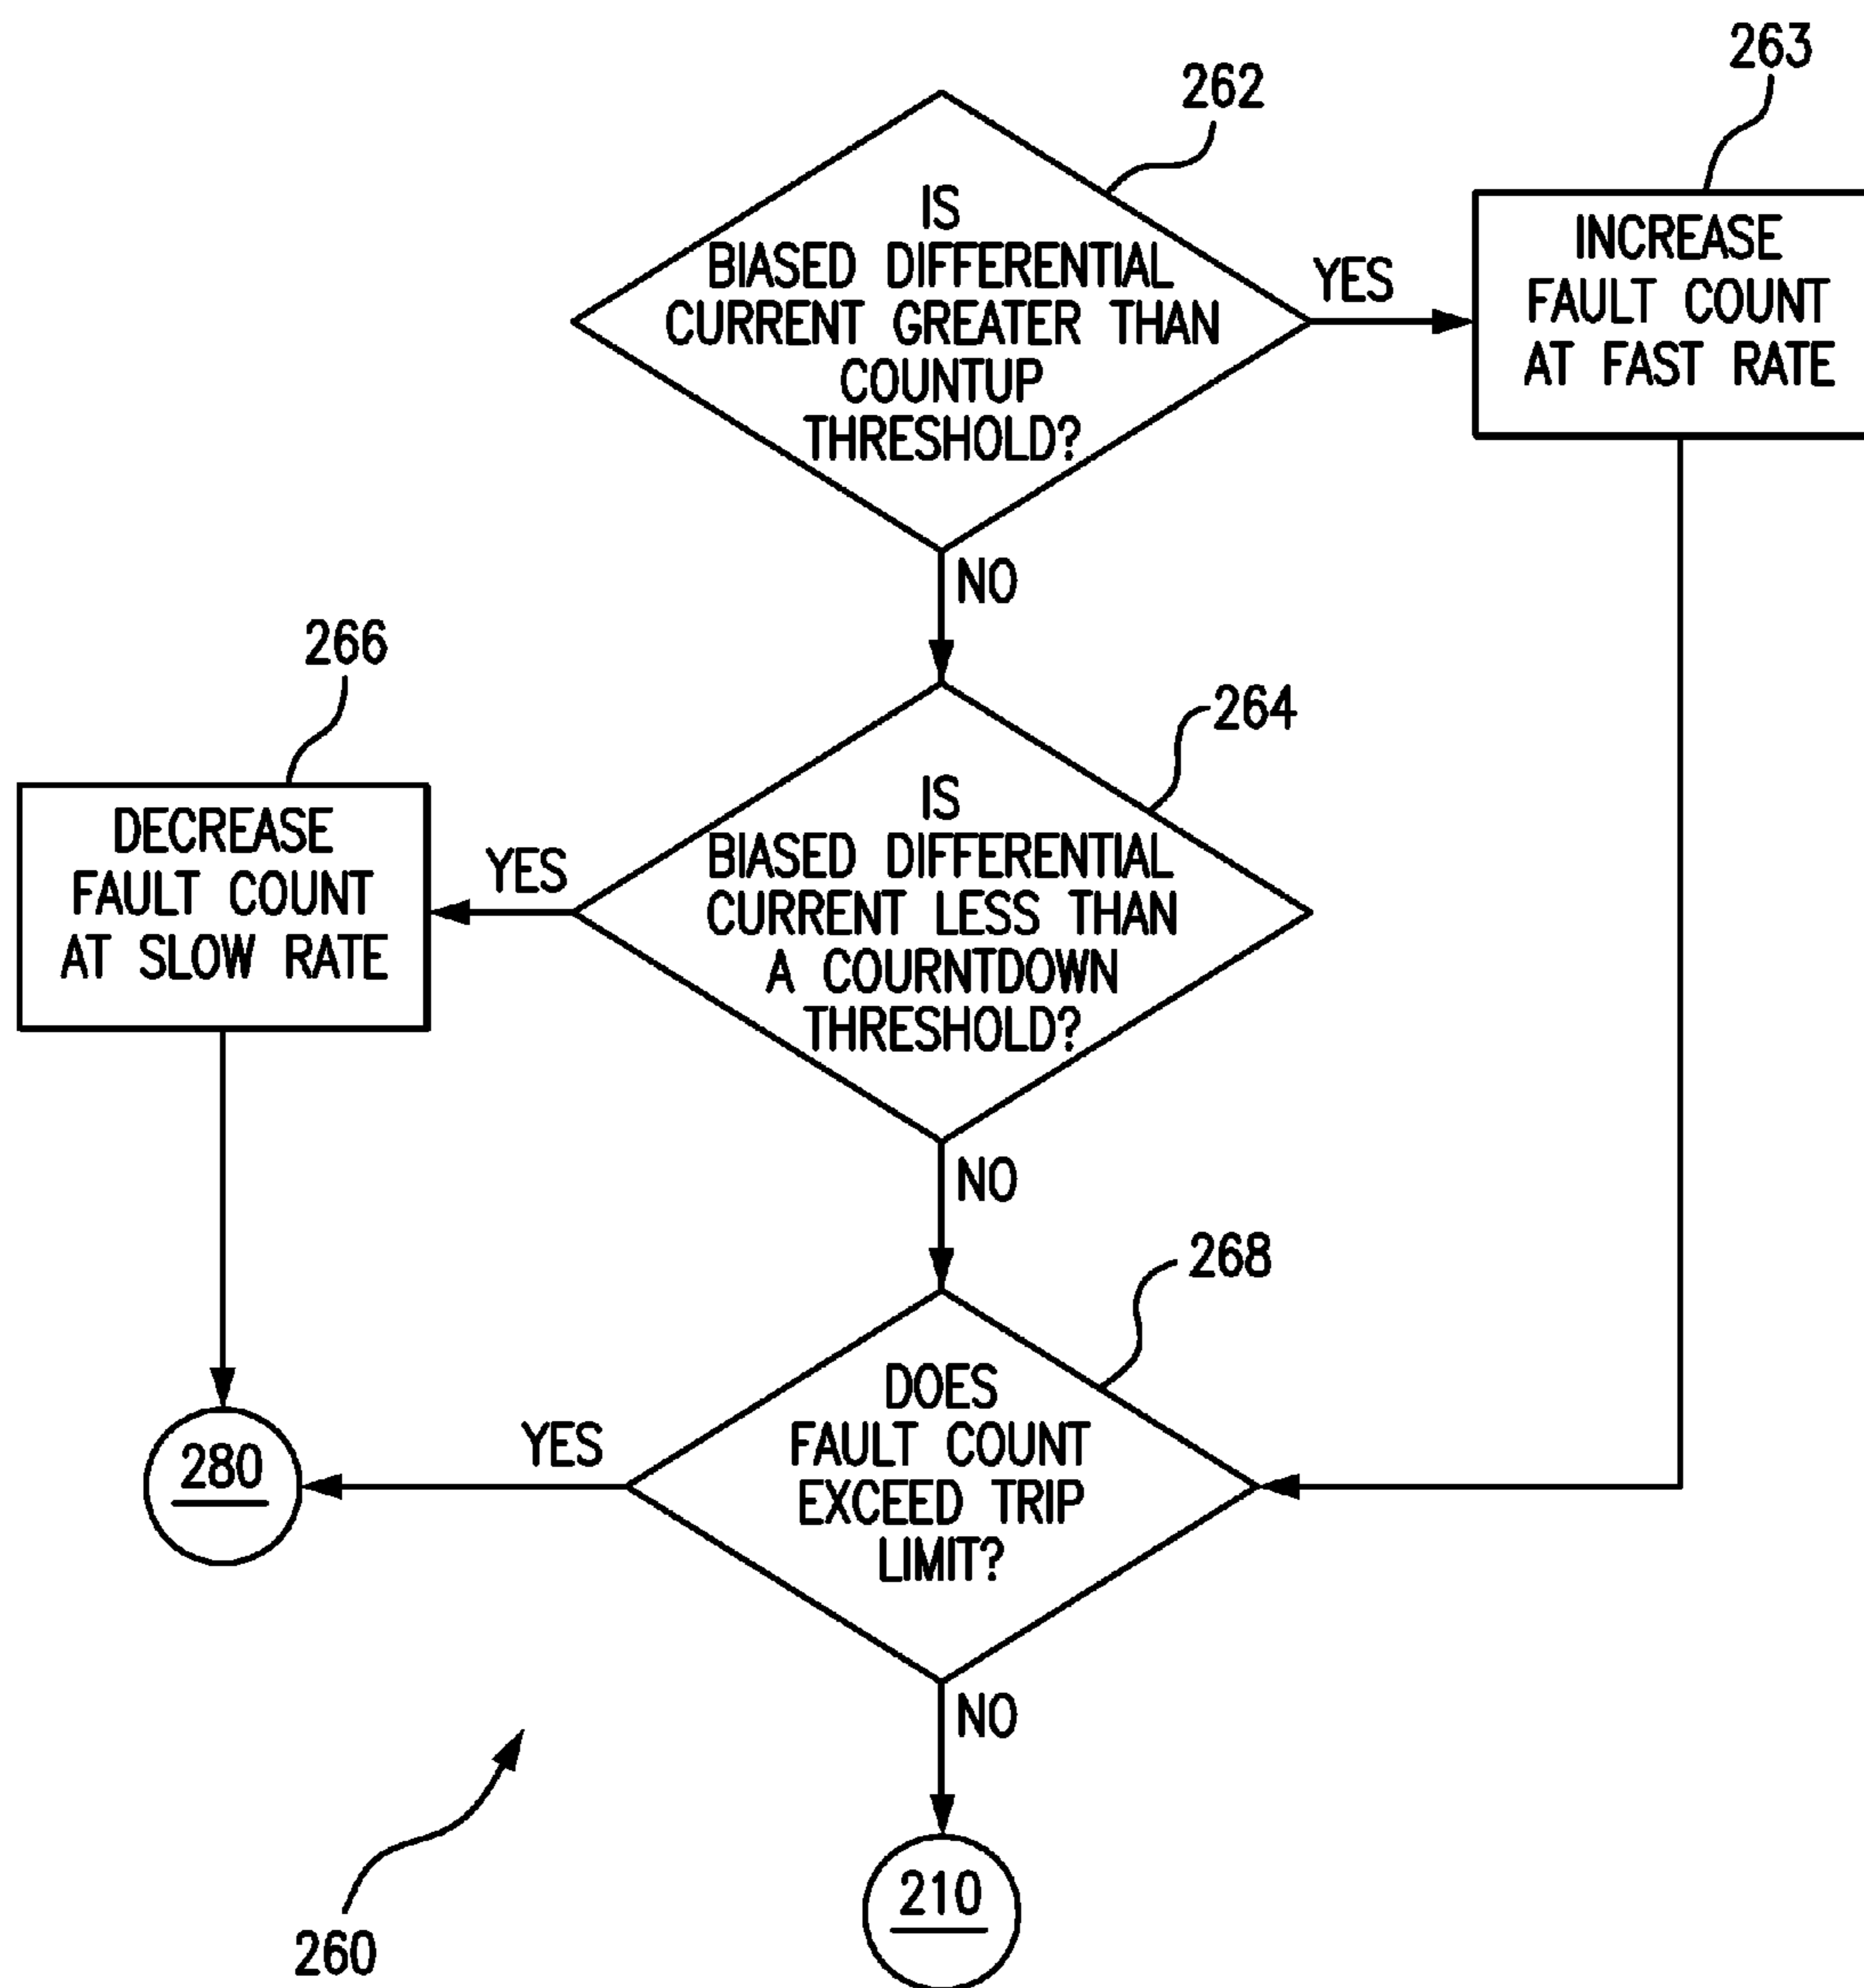 263
262
IS
BIASED DIFFERENTIAL
CURRENT GREATER THAN
COUNTUP
THRESHOLD?
YES
INCREASE
FAULT COUNT
AT FAST RATE
NO
266
264
DECREASE
FAULT COUNT
AT SLOW RATE
YES
IS
BIASED DIFFERENTIAL
CURRENT LESS THAN
A COURNTDOWN
THRESHOLD?
NO
268
280
YES
DOES
FAULT COUNT
EXCEED TRIP
LIMIT?
NO
210
260